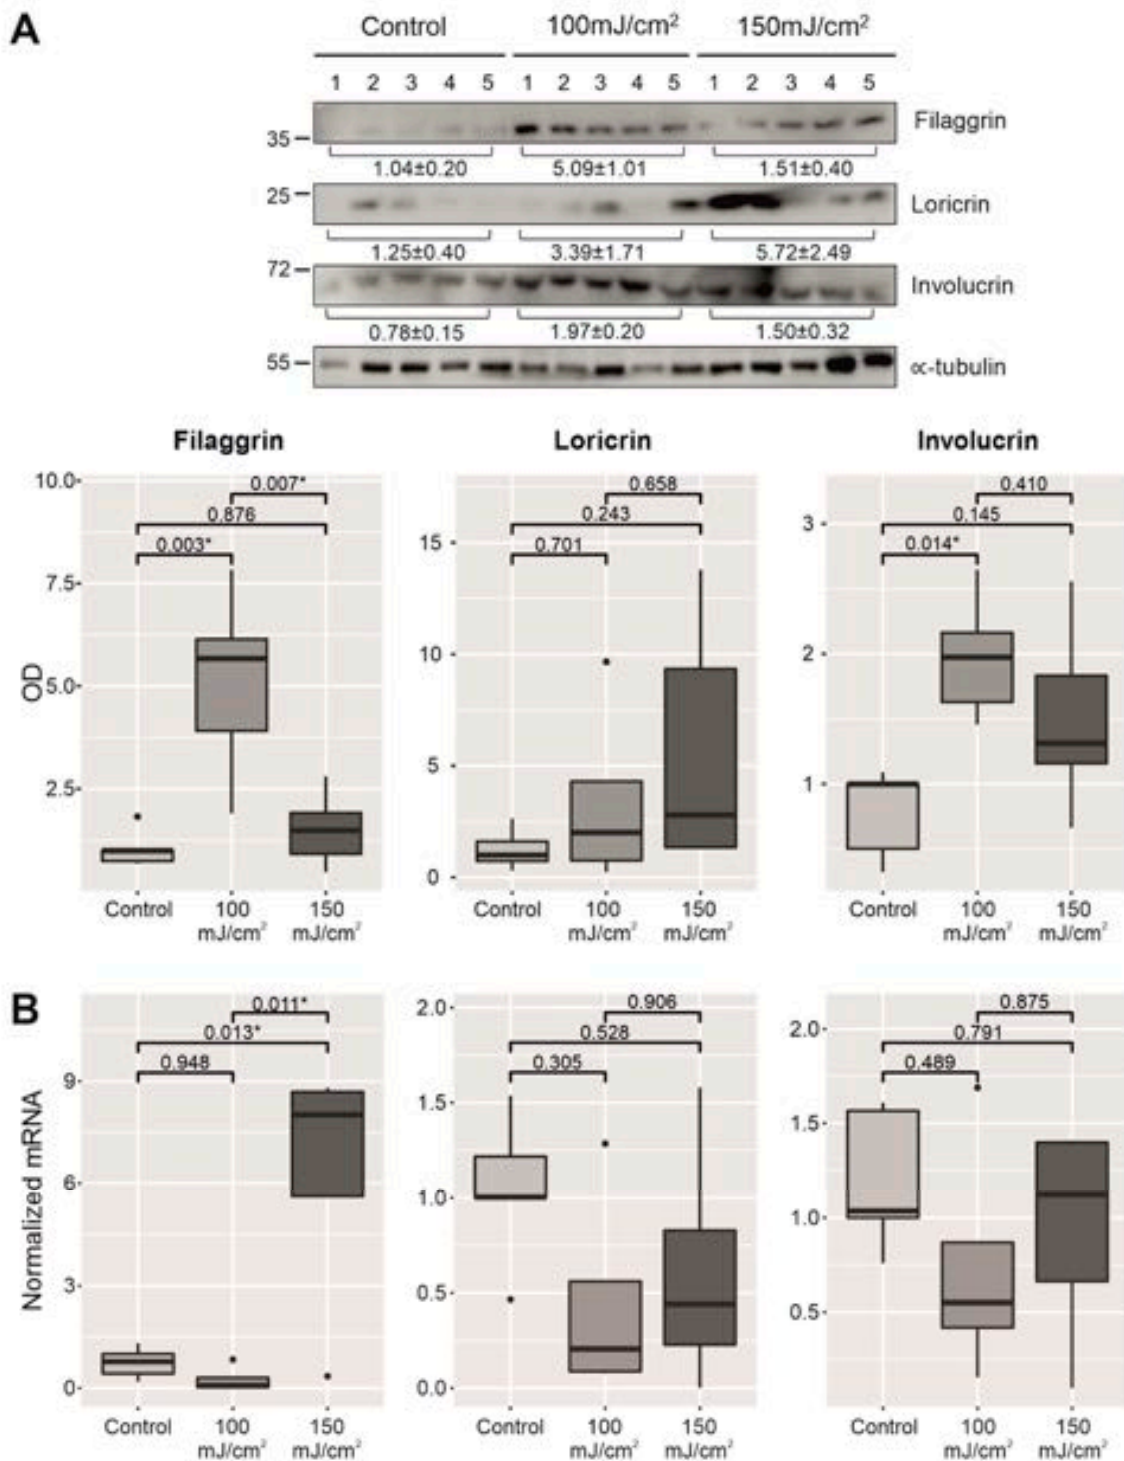 A
Control 100mJ/cm² 150mJ/cm²
1 2 3 4 5 1 2 3 4 5 1 2 3 4 5
35 Filaggrin
1.04±0.20 5.09±1.01 1.51±0.40
25 Loricrin
1.25±0.40 3.39±1.71 5.72±2.49
72 Involucrin
0.78±0.15 1.97±0.20 1.50±0.32
55 ∝-tubulin
Filaggrin Loricrin Involucrin
OD
10.0
7.5
5.0
2.5
0.007*
0.876
0.003*
Control 100 mJ/cm² 150 mJ/cm²
15
10
5
0
0.658
0.243
0.701
Control 100 mJ/cm² 150 mJ/cm²
3
2
1
0.410
0.145
0.014*
Control 100 mJ/cm² 150 mJ/cm²
B
Normalized mRNA
9
6
3
0
0.011*
0.013*
0.948
Control 100 mJ/cm² 150 mJ/cm²
2.0
1.5
1.0
0.5
0.0
0.906
0.528
0.305
Control 100 mJ/cm² 150 mJ/cm²
2.0
1.5
1.0
0.5
0.875
0.791
0.489
Control 100 mJ/cm² 150 mJ/cm²